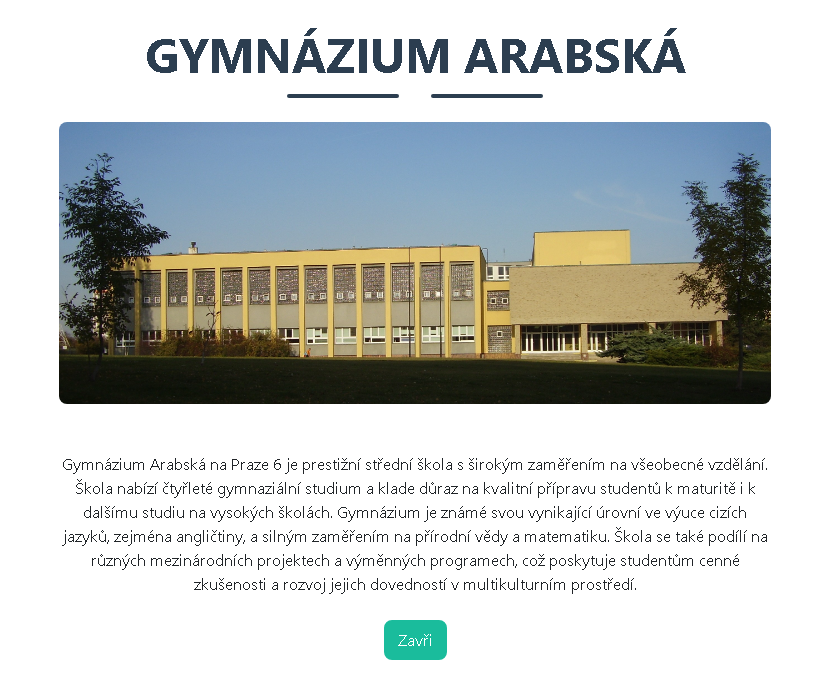 GYMNÁZIUM ARABSKÁ
Gymnázium Arabská na Praze 6 je prestižní střední škola s širokým zaměřením na všeobecné vzdělání.
Škola nabízí čtyřleté gymnaziální studium a klade důraz na kvalitní přípravu studentů k maturitě i k
dalšímu studiu na vysokých školách. Gymnázium je známé svou vynikající úrovní ve výuce cizích
jazyků, zejména angličtiny, a silným zaměřením na přírodní vědy a matematiku. Škola se také podílí na
různých mezinárodních projektech a výměnných programech, což poskytuje studentům cenné
zkušenosti a rozvoj jejich dovedností v multikulturním prostředí.
Zavři